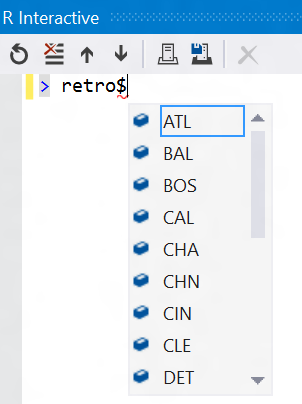 R Interactive
> retro$
ATL
BAL
BOS
CAL
CHA
CHN
CIN
CLE
DET